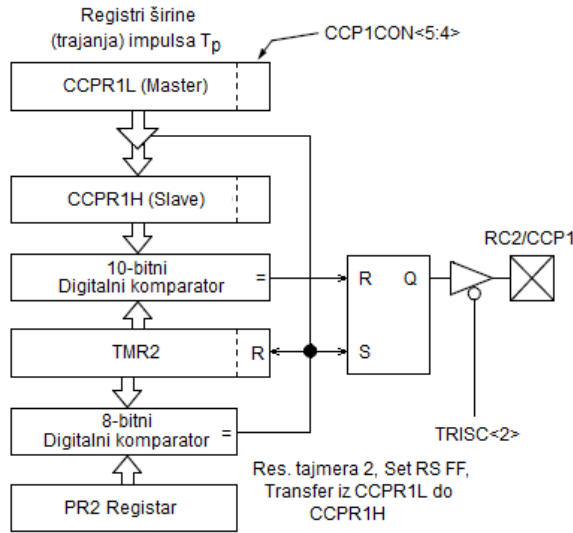 Registri širine
(trajanja) impulsa Tp
CCP1CON<5:4>
CCPR1L (Master)
CCPR1H (Slave)
RC2/CCP1
10-bitni
Digitalni komparator =
R Q
TMR2 R
S
8-bitni
Digitalni komparator =
TRISC<2>
Res. tajmera 2, Set RS FF,
Transfer iz CCPR1L do
CCPR1H
PR2 Registar